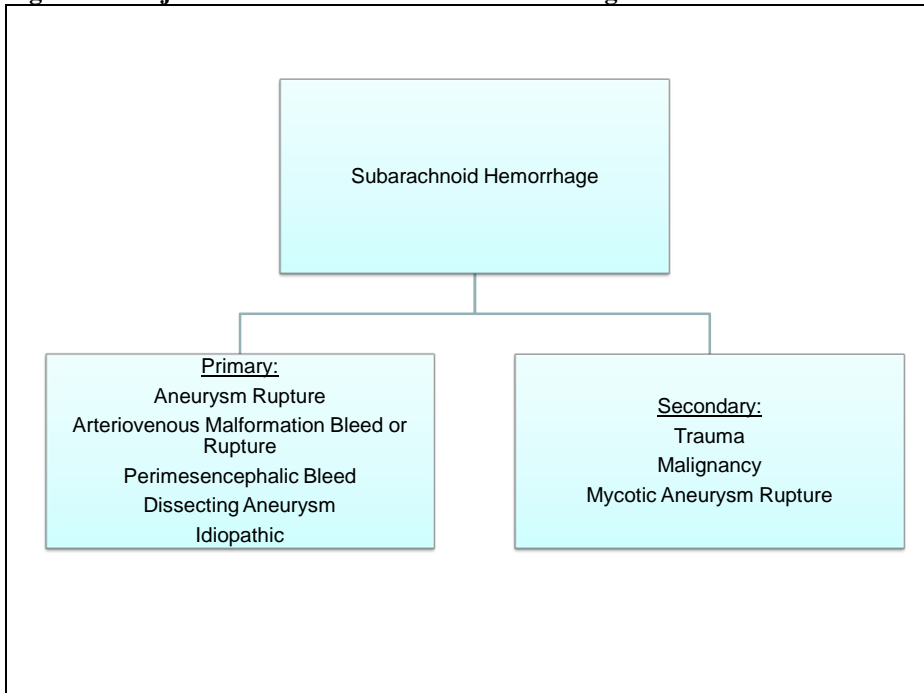 Subarachnoid Hemorrhage
Primary:
Aneurysm Rupture
Arteriovenous Malformation Bleed or
Rupture
Perimesencephalic Bleed
Dissecting Aneurysm
Idiopathic
Secondary:
Trauma
Malignancy
Mycotic Aneurysm Rupture